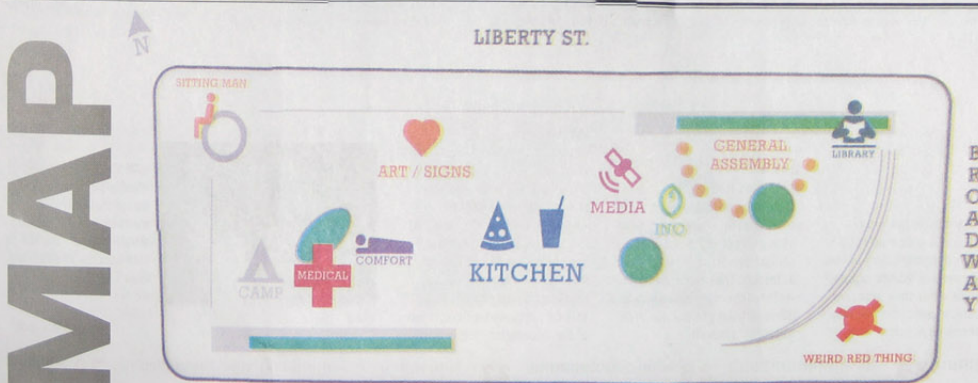 MAP
N
LIBERTY ST.
SITTING MAN
ART / SIGNS
GENERAL
ASSEMBLY
LIBRARY
MEDIA
INFO
CAMP
MEDICAL
COMFORT
KITCHEN
WEIRD RED THING
BROADWAY